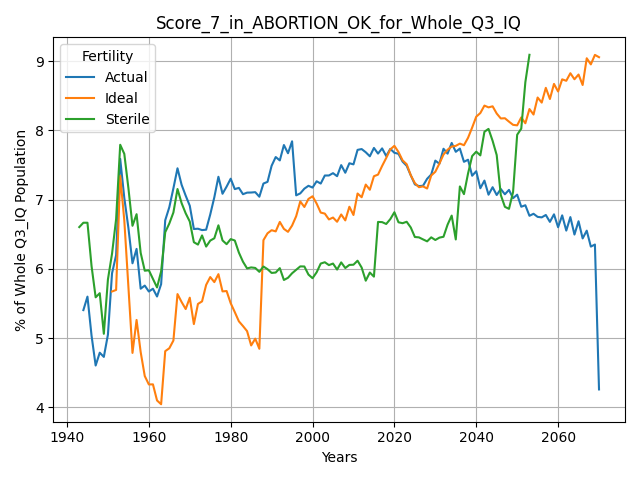 Score_7_in_ABORTION_OK_for_Whole_Q3_IQ
Fertility
Actual
Ideal
Sterile
% of Whole Q3_IQ Population
9
8
7
6
5
4
1940
1960
1980
2000
2020
2040
2060
Years